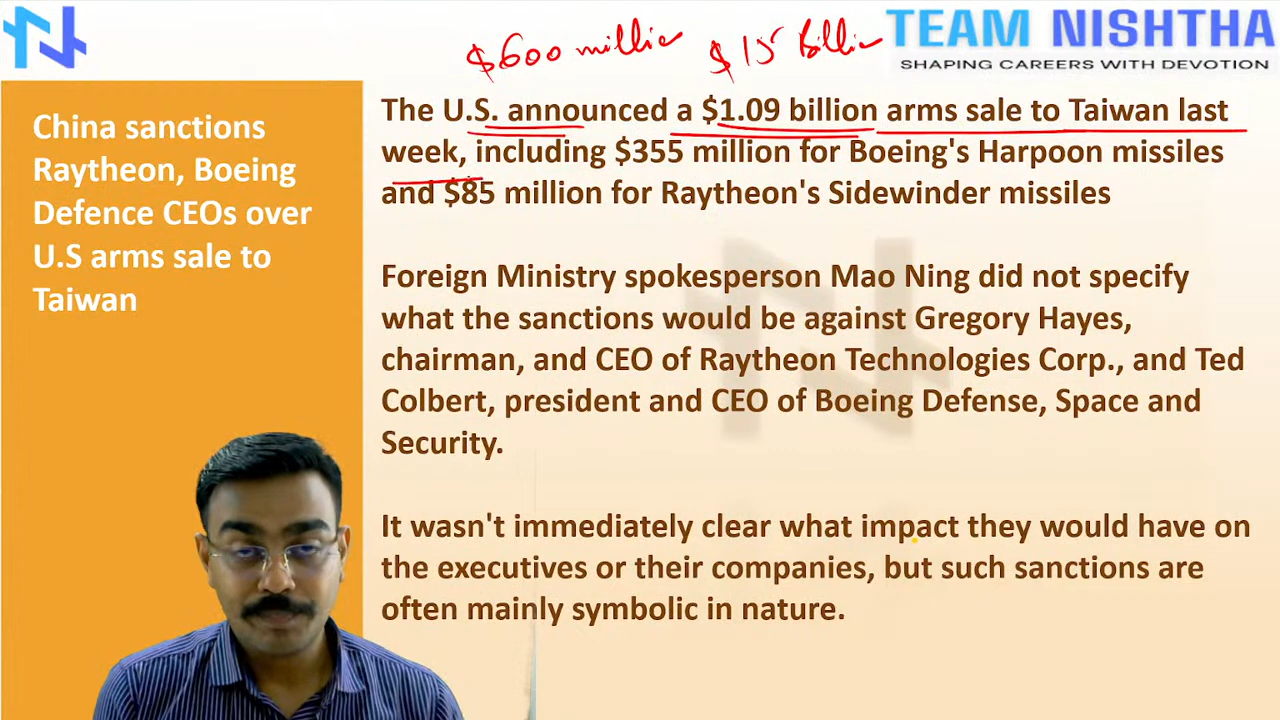 $600 million $15 Billion
TEAM NISHTHA
SHAPING CAREERS WITH DEVOTION
China sanctions
Raytheon, Boeing
Defence CEOs over
U.S arms sale to
Taiwan
The U.S. announced a $1.09 billion arms sale to Taiwan last
week, including $355 million for Boeing's Harpoon missiles
and $85 million for Raytheon's Sidewinder missiles
Foreign Ministry spokesperson Mao Ning did not specify
what the sanctions would be against Gregory Hayes,
chairman, and CEO of Raytheon Technologies Corp., and Ted
Colbert, president and CEO of Boeing Defense, Space and
Security.
It wasn't immediately clear what impact they would have on
the executives or their companies, but such sanctions are
often mainly symbolic in nature.